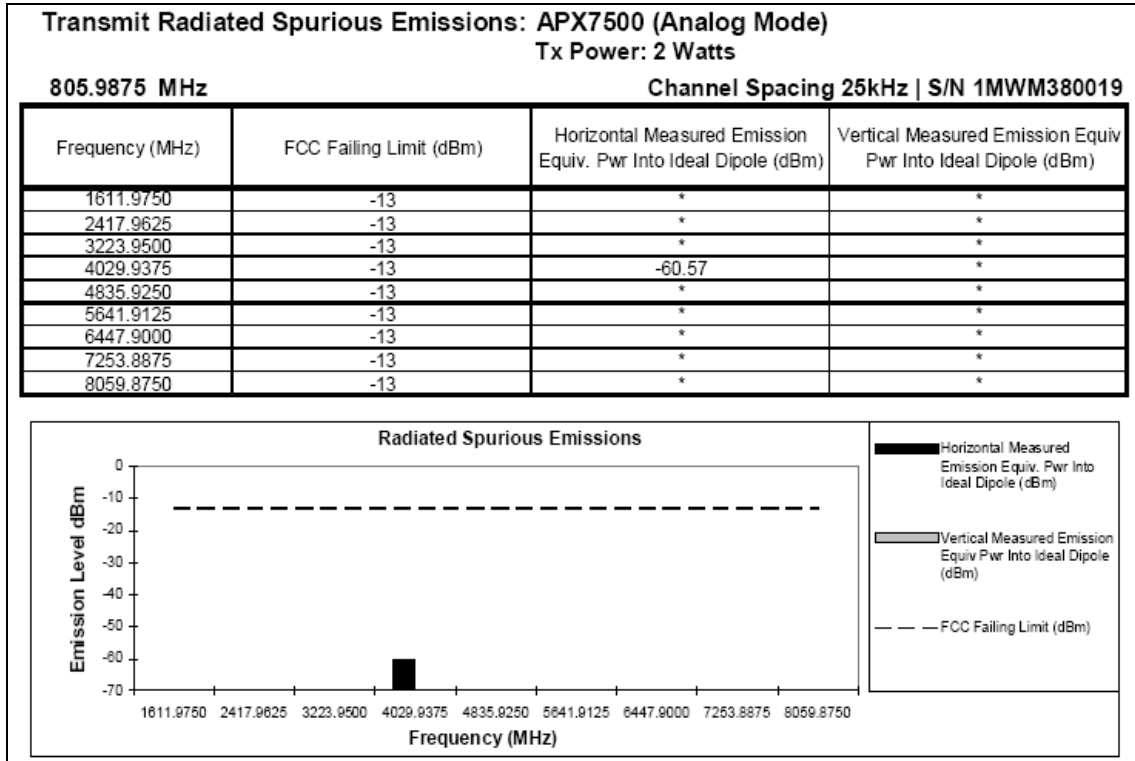 Transmit Radiated Spurious Emissions: APX7500 (Analog Mode)
Tx Power: 2 Watts
805.9875 MHz Channel Spacing 25kHz | S/N 1MWM380019
Frequency (MHz) FCC Failing Limit (dBm) Horizontal Measured Emission Equiv. Pwr Into Ideal Dipole (dBm) Vertical Measured Emission Equiv Pwr Into Ideal Dipole (dBm)
1611.9750 -13 * *
2417.9625 -13 * *
3223.9500 -13 * *
4029.9375 -13 -60.57 *
4835.9250 -13 * *
5641.9125 -13 * *
6447.9000 -13 * *
7253.8875 -13 * *
8059.8750 -13 * *
Radiated Spurious Emissions
Emission Level dBm
0
-10
-20
-30
-40
-50
-60
-70
1611.9750 2417.9625 3223.9500 4029.9375 4835.9250 5641.9125 6447.9000 7253.8875 8059.8750
Frequency (MHz)
Horizontal Measured
Emission Equiv. Pwr Into
Ideal Dipole (dBm)
Vertical Measured Emission
Equiv Pwr Into Ideal Dipole
(dBm)
FCC Failing Limit (dBm)